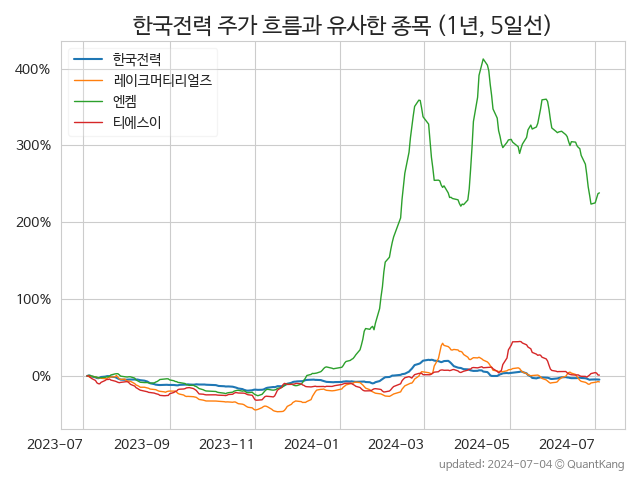 한국전력 주가 흐름과 유사한 종목 (1년, 5일선)
한국전력
레이크머티리얼즈
엔켐
티에스이
400%
300%
200%
100%
0%
2023-07
2023-09
2023-11
2024-01
2024-03
2024-05
2024-07
updated: 2024-07-04 © QuantKang